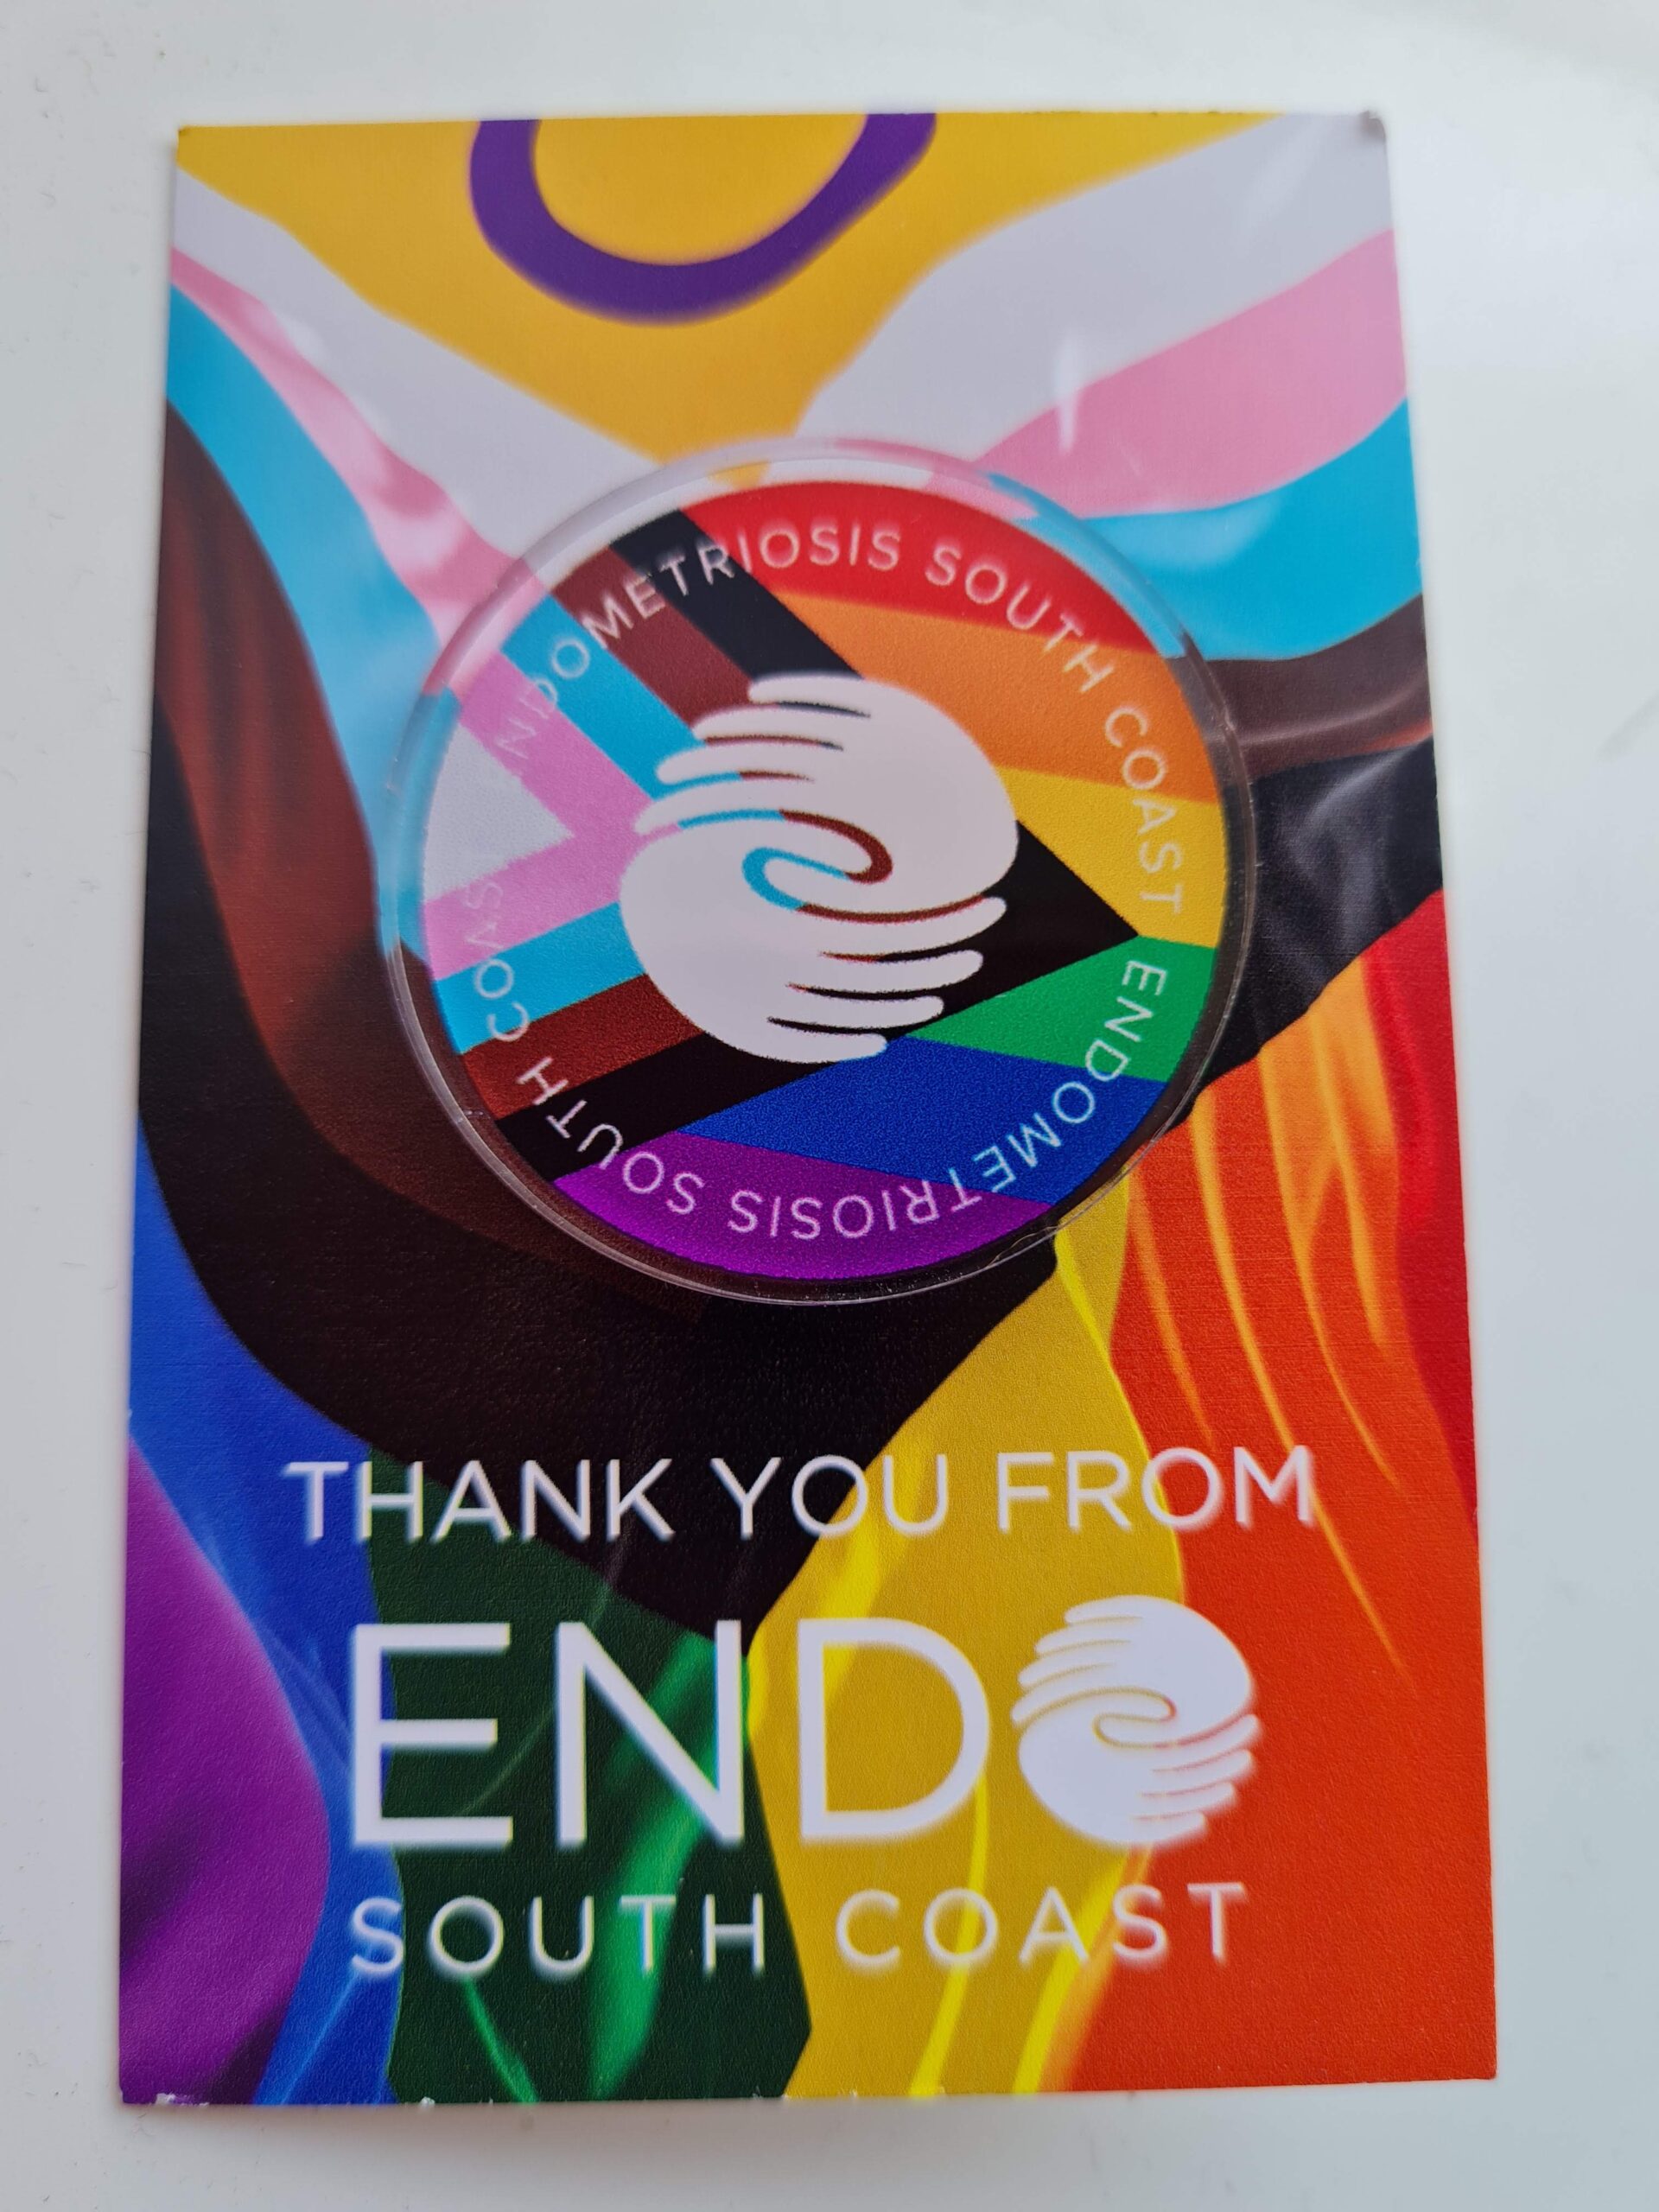 ENDOMETRIOSIS SOUTH COAST
ENDOMETRIOSIS SOUTH COAST
THANK YOU FROM
ENDO
SOUTH COAST